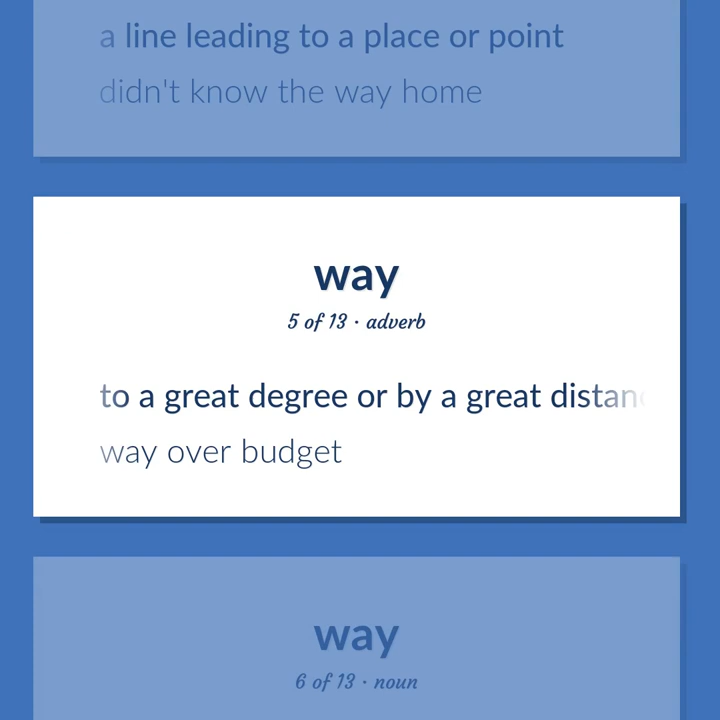 a line leading to a place or point
didn't know the way home
way
5 of 13 · adverb
to a great degree or by a great
way over budget
way
6 of 13 · noun